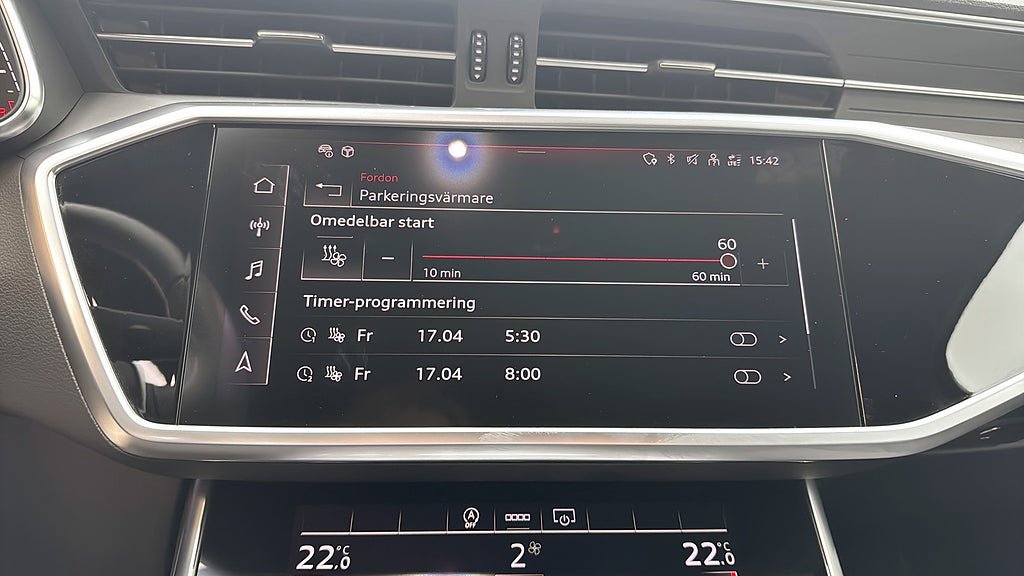 15:42
Fordon
Parkeringsvärmare
Omedelbar start
60
10 min 60 min
Timer-programmering
Fr 17.04 5:30
Fr 17.04 8:00
A
OFF
22,0 °C 2 22,0 °C